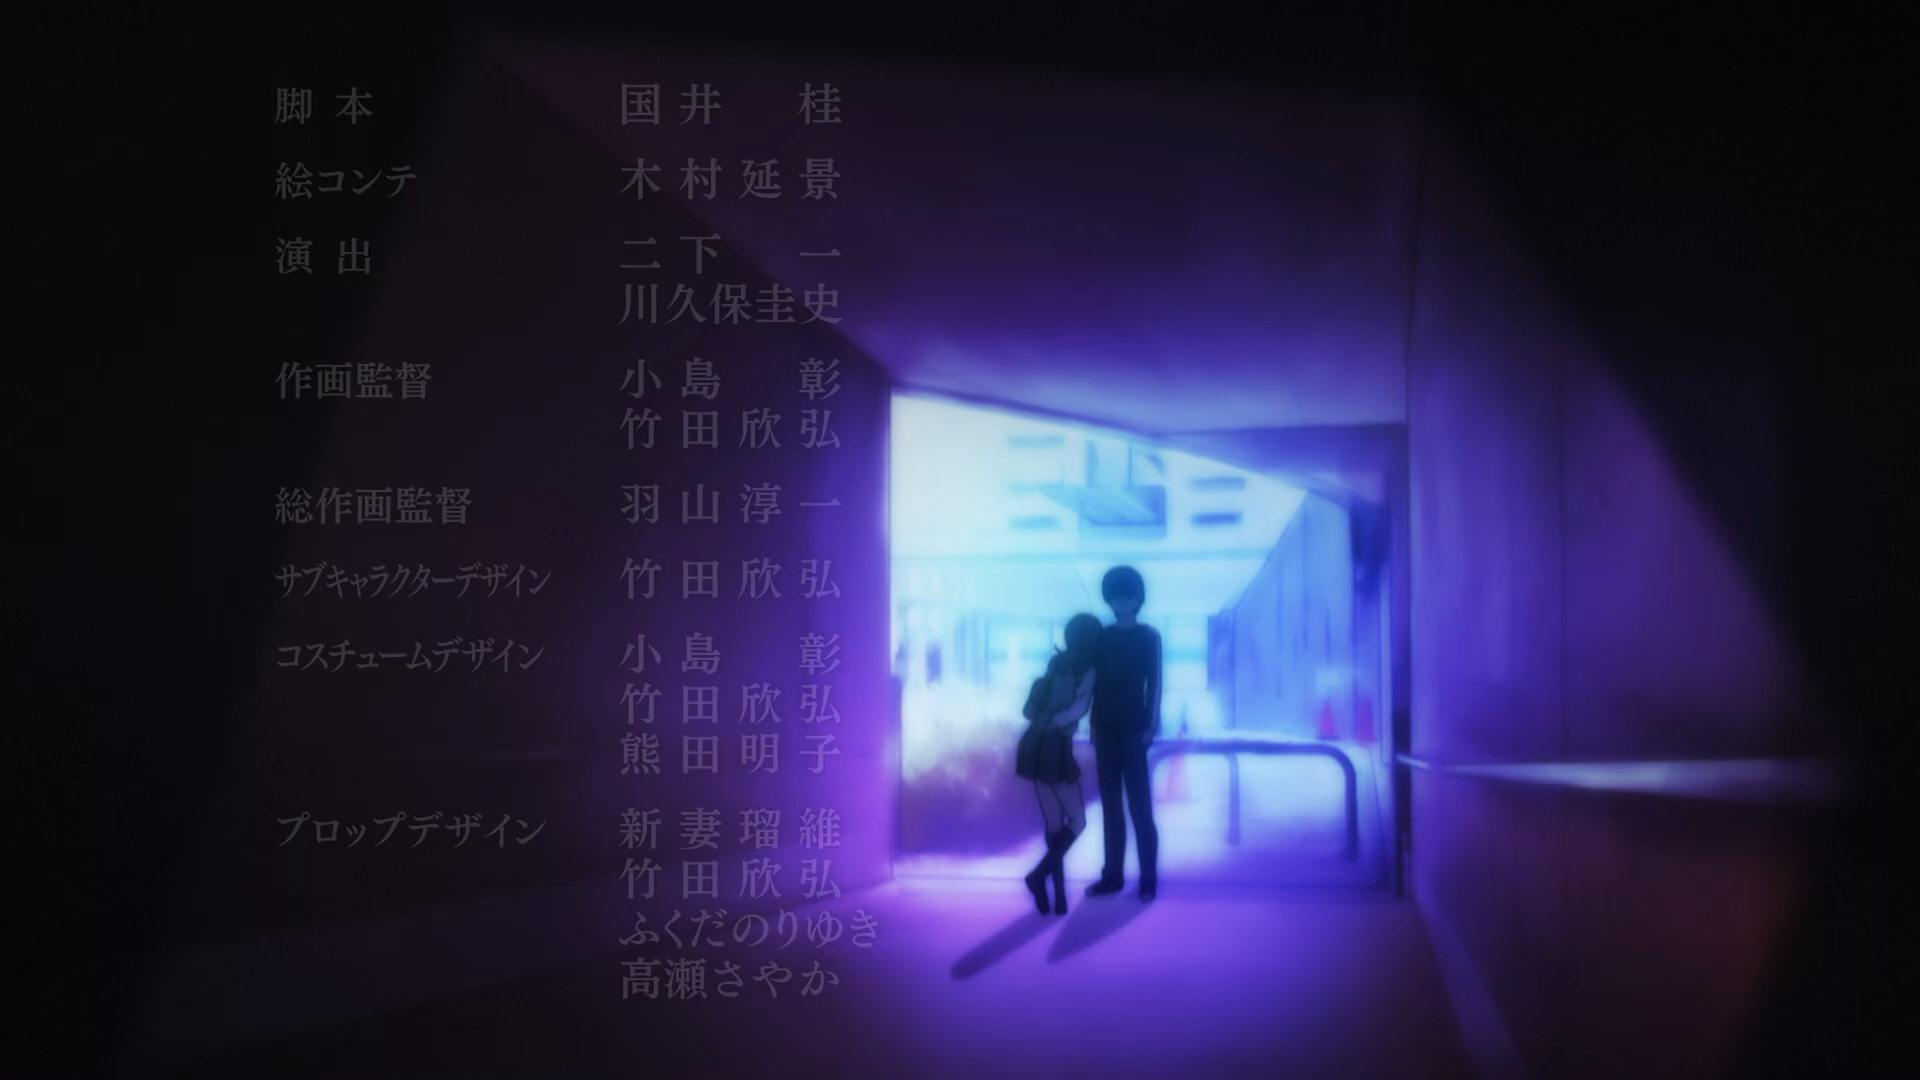 脚本 国井桂
絵コンテ 木村延景
演出 二下一
川久保圭史
作画監督 小島彰
竹田欣弘
総作画監督 羽山淳一
サブキャラクターデザイン 竹田欣弘
コスチュームデザイン 小島彰
竹田欣弘
熊田明子
プロップデザイン 新妻瑠維
竹田欣弘
ふくだのりゆき
高瀬さやか